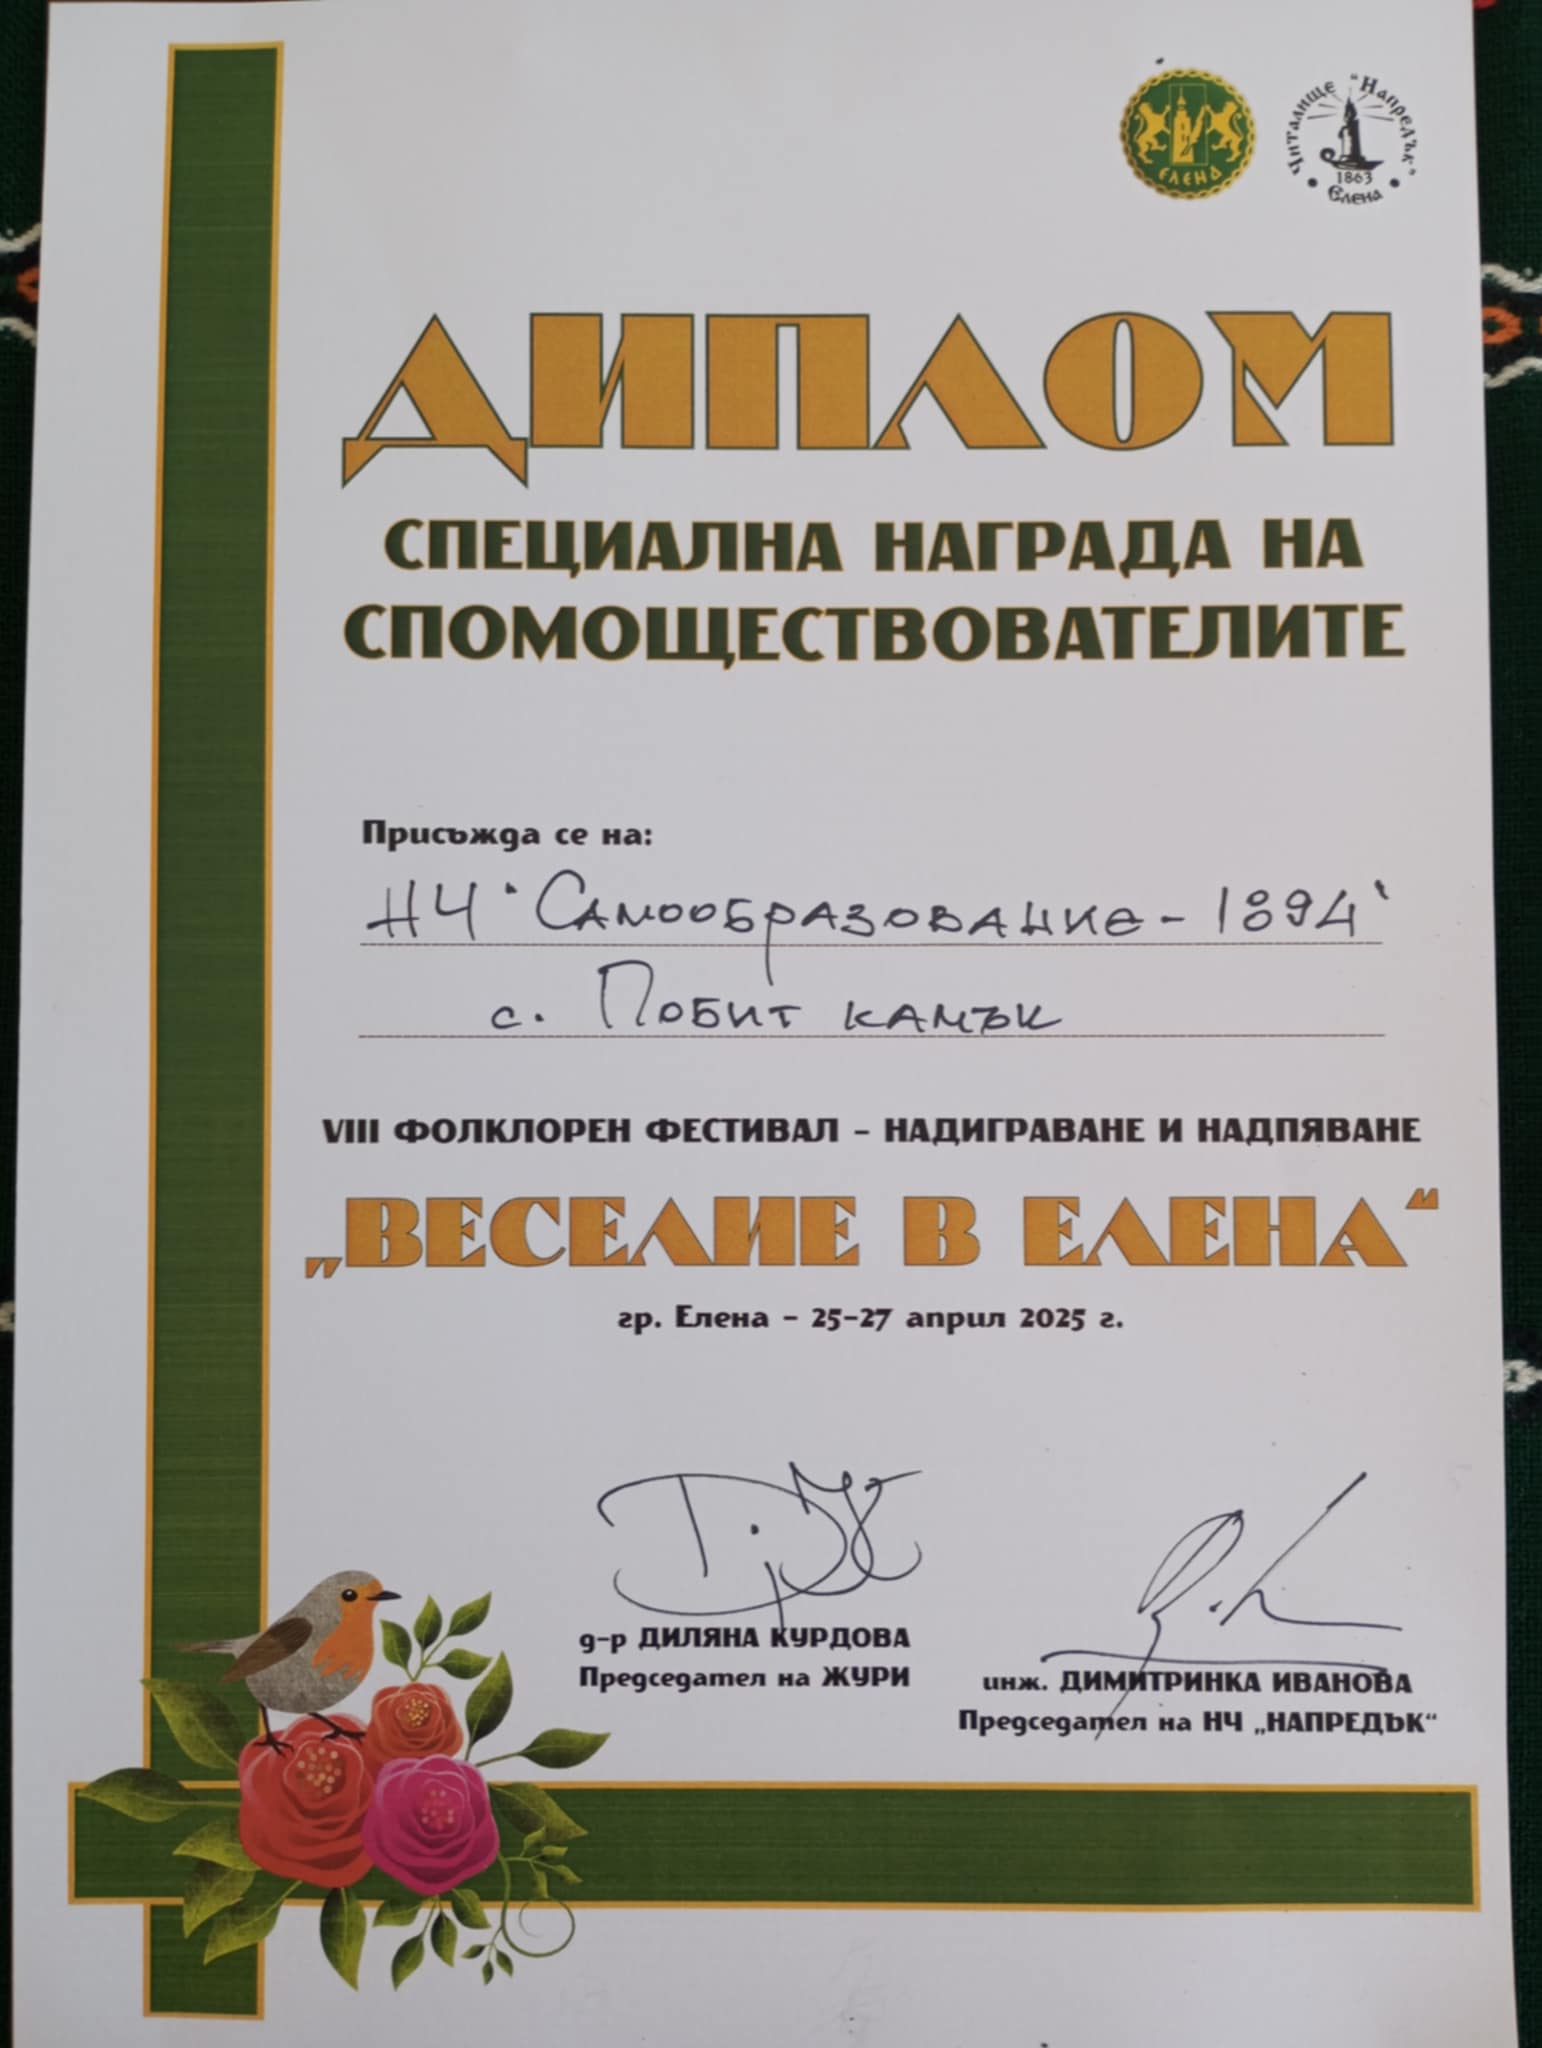 ЕЛЕНА
Читалище "Напредъкъ"
1863
Елена
ДИПЛОМ
СПЕЦИАЛНА НАГРАДА НА
СПОМОЩЕСТВОВАТЕЛИТЕ
Присъжда се на:
НЧ "Самообразование - 1894"
с. Побит камък
VIII ФОЛКЛОРЕН ФЕСТИВАЛ – НАДИГРАВАНЕ И НАДПЯВАНЕ
„ВЕСЕЛИЕ В ЕЛЕНА“
гр. Елена – 25-27 април 2025 г.
д-р ДИЛЯНА КУРДОВА
Председател на ЖУРИ
инж. ДИМИТРИНКА ИВАНОВА
Председател на НЧ „НАПРЕДЪК“